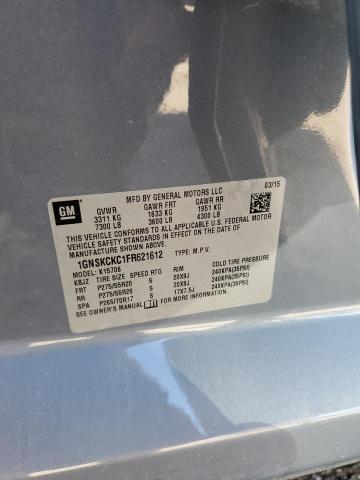 MFD BY GENERAL MOTORS LLC
03/15
GM
GVWR GAWR FRT GAWR RR
3311 KG 1633 KG 1951 KG
7300 LB 3600 LB 4300 LB
THIS VEHICLE CONFORMS TO ALL APPLICABLE U.S. FEDERAL MOTOR
VEHICLE SAFETY STANDARDS IN EFFECT ON THE DATE OF
MANUFACTURE SHOWN ABOVE.
1GNSKCKC1FR621612 TYPE: M.P.V.
MODEL: K15706
KBJZ TIRE SIZE SPEED RTG RIM COLD TIRE PRESSURE
FRT P275/55R20 S 20X9J 240KPA(35PSI)
RR P275/55R20 S 20X9J 240KPA(35PSI)
SPA P265/70R17 S 17X7.5J 240KPA(35PSI)
SEE OWNER'S MANUAL FOR MORE INFORMATION.